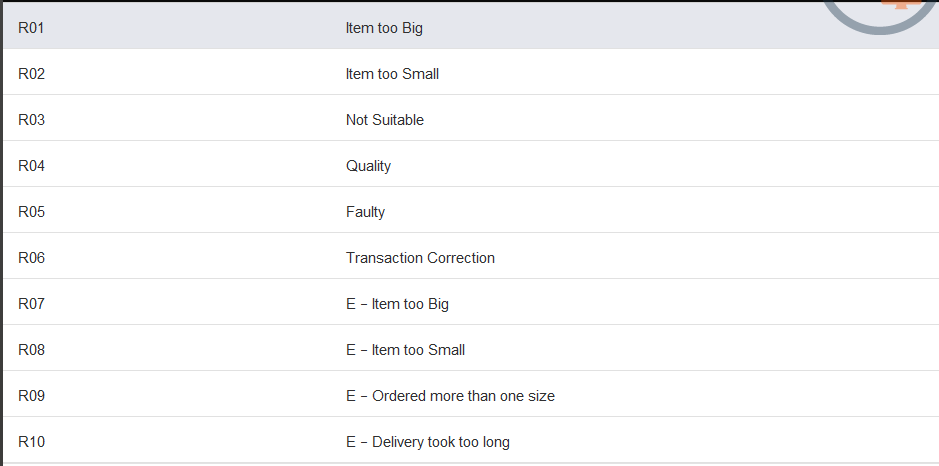 R01 Item too Big
R02 Item too Small
R03 Not Suitable
R04 Quality
R05 Faulty
R06 Transaction Correction
R07 E – Item too Big
R08 E – Item too Small
R09 E – Ordered more than one size
R10 E – Delivery took too long